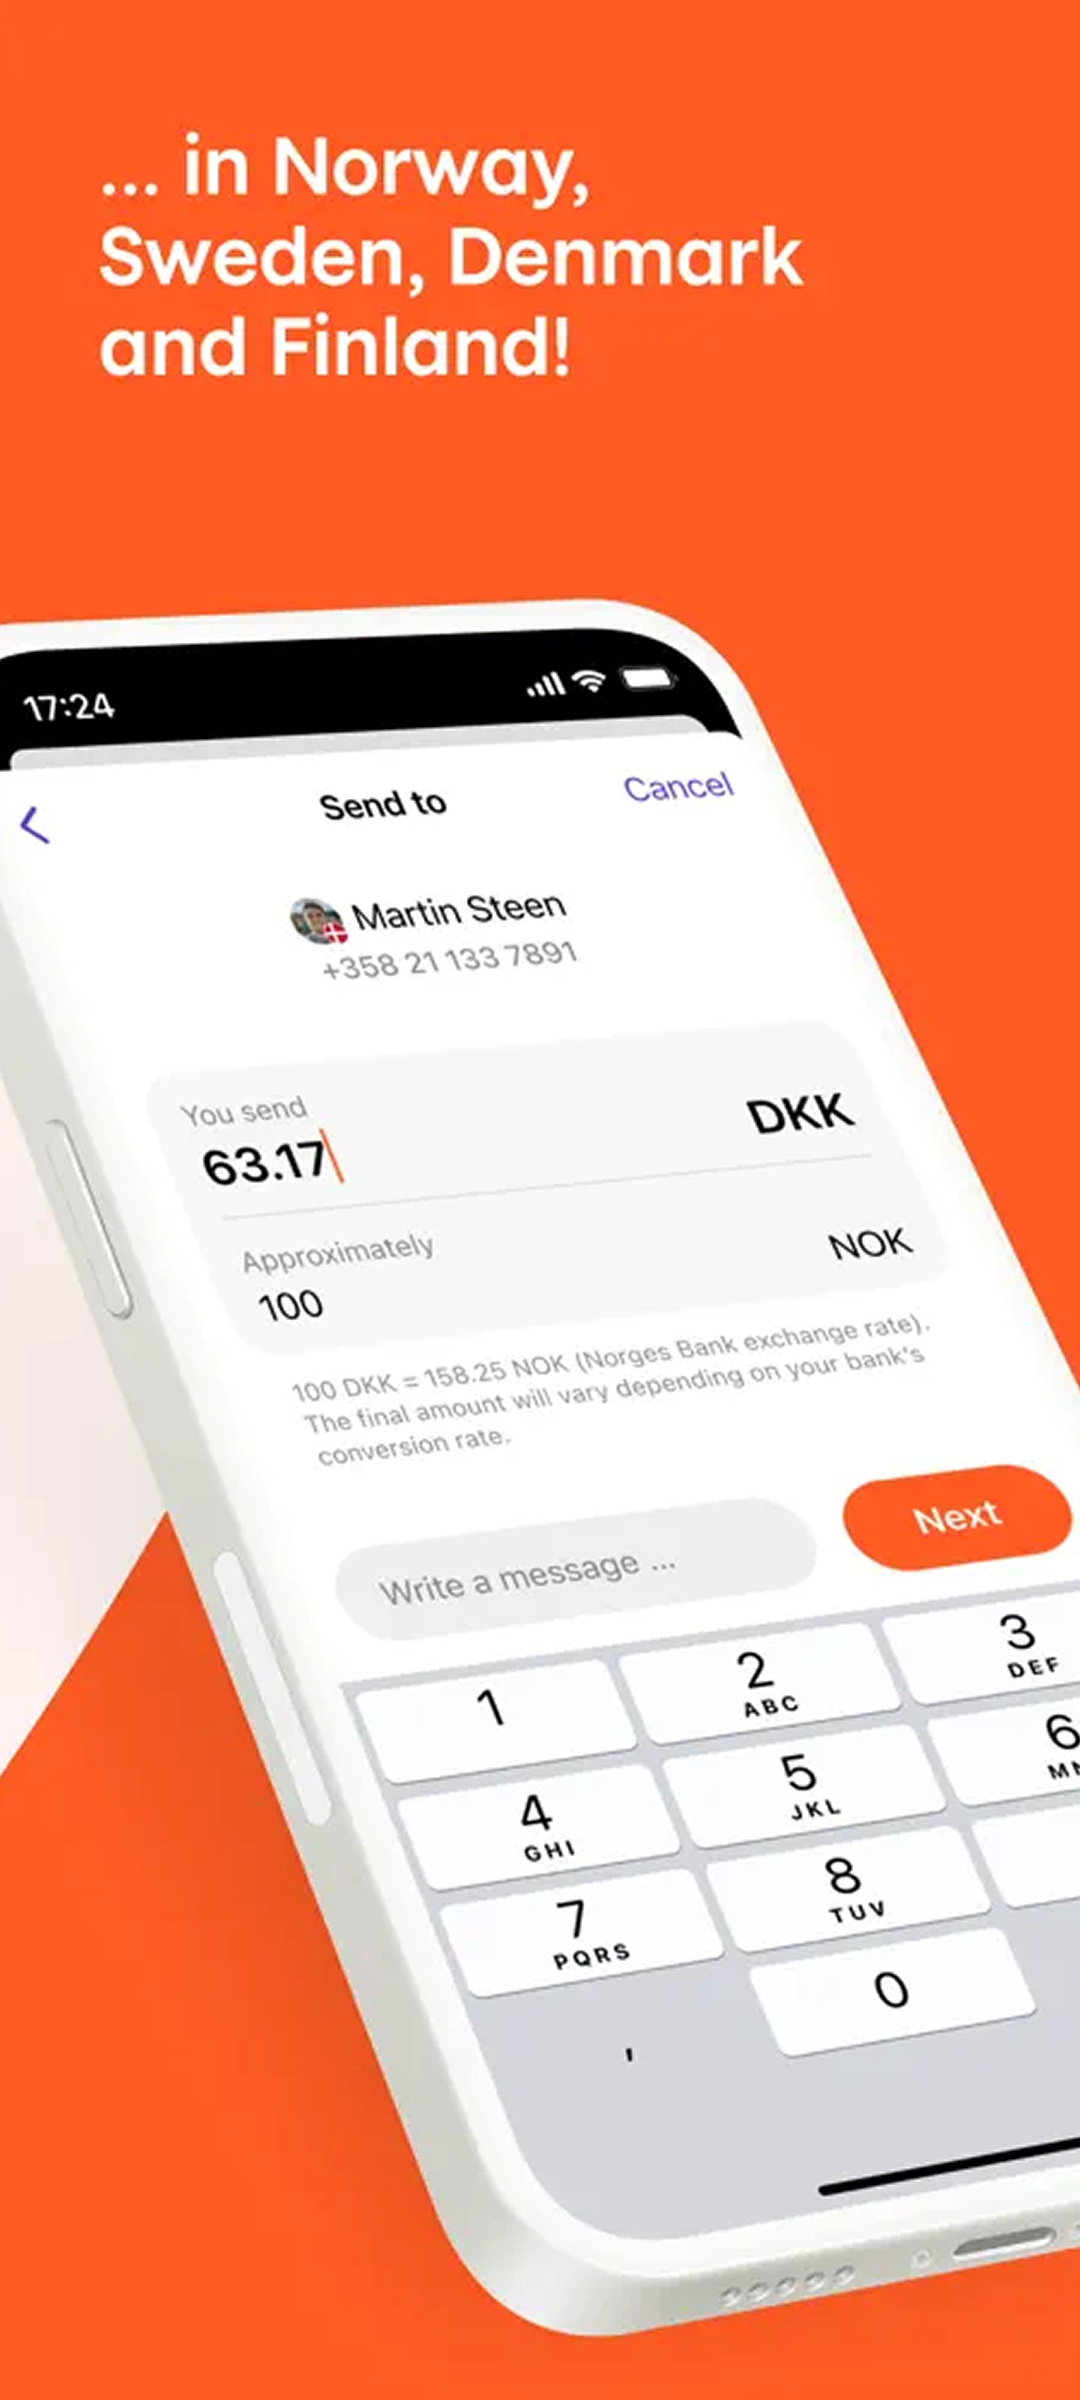 ... in Norway,
Sweden, Denmark
and Finland!
17:24
Send to
Cancel
Martin Steen
+358 21 133 7891
You send
63.17
DKK
Approximately
100
NOK
100 DKK = 158.25 NOK (Norges Bank exchange rate).
The final amount will vary depending on your bank's
conversion rate.
Write a message ...
Next
1
2
ABC
3
DEF
4
GHI
5
JKL
6
7
PQRS
8
TUV
,
0